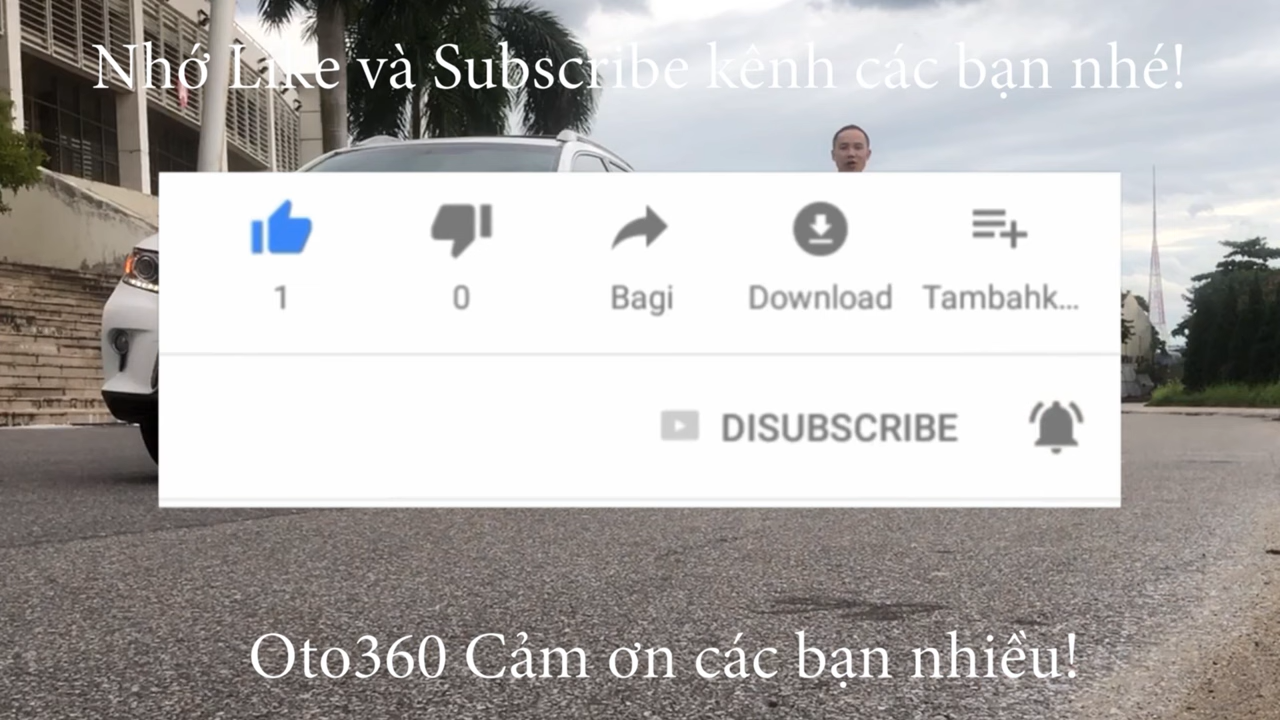 Nhớ Like và Subscribe kênh các bạn nhé!
1 0 Bagi Download Tambahk...
DISUBSCRIBE
Oto360 Cảm ơn các bạn nhiều!